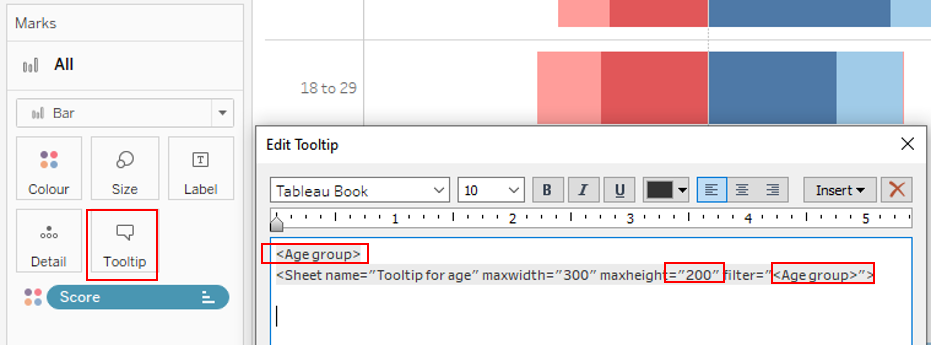 Marks
All
Bar
Colour
Size
Label
Detail
Tooltip
Score
18 to 29
Edit Tooltip
Tableau Book
10
B I U
Insert
1 2 3 4 5
<Age group>
<Sheet name="Tooltip for age" maxwidth="300" maxheight="200" filter="<Age group>">